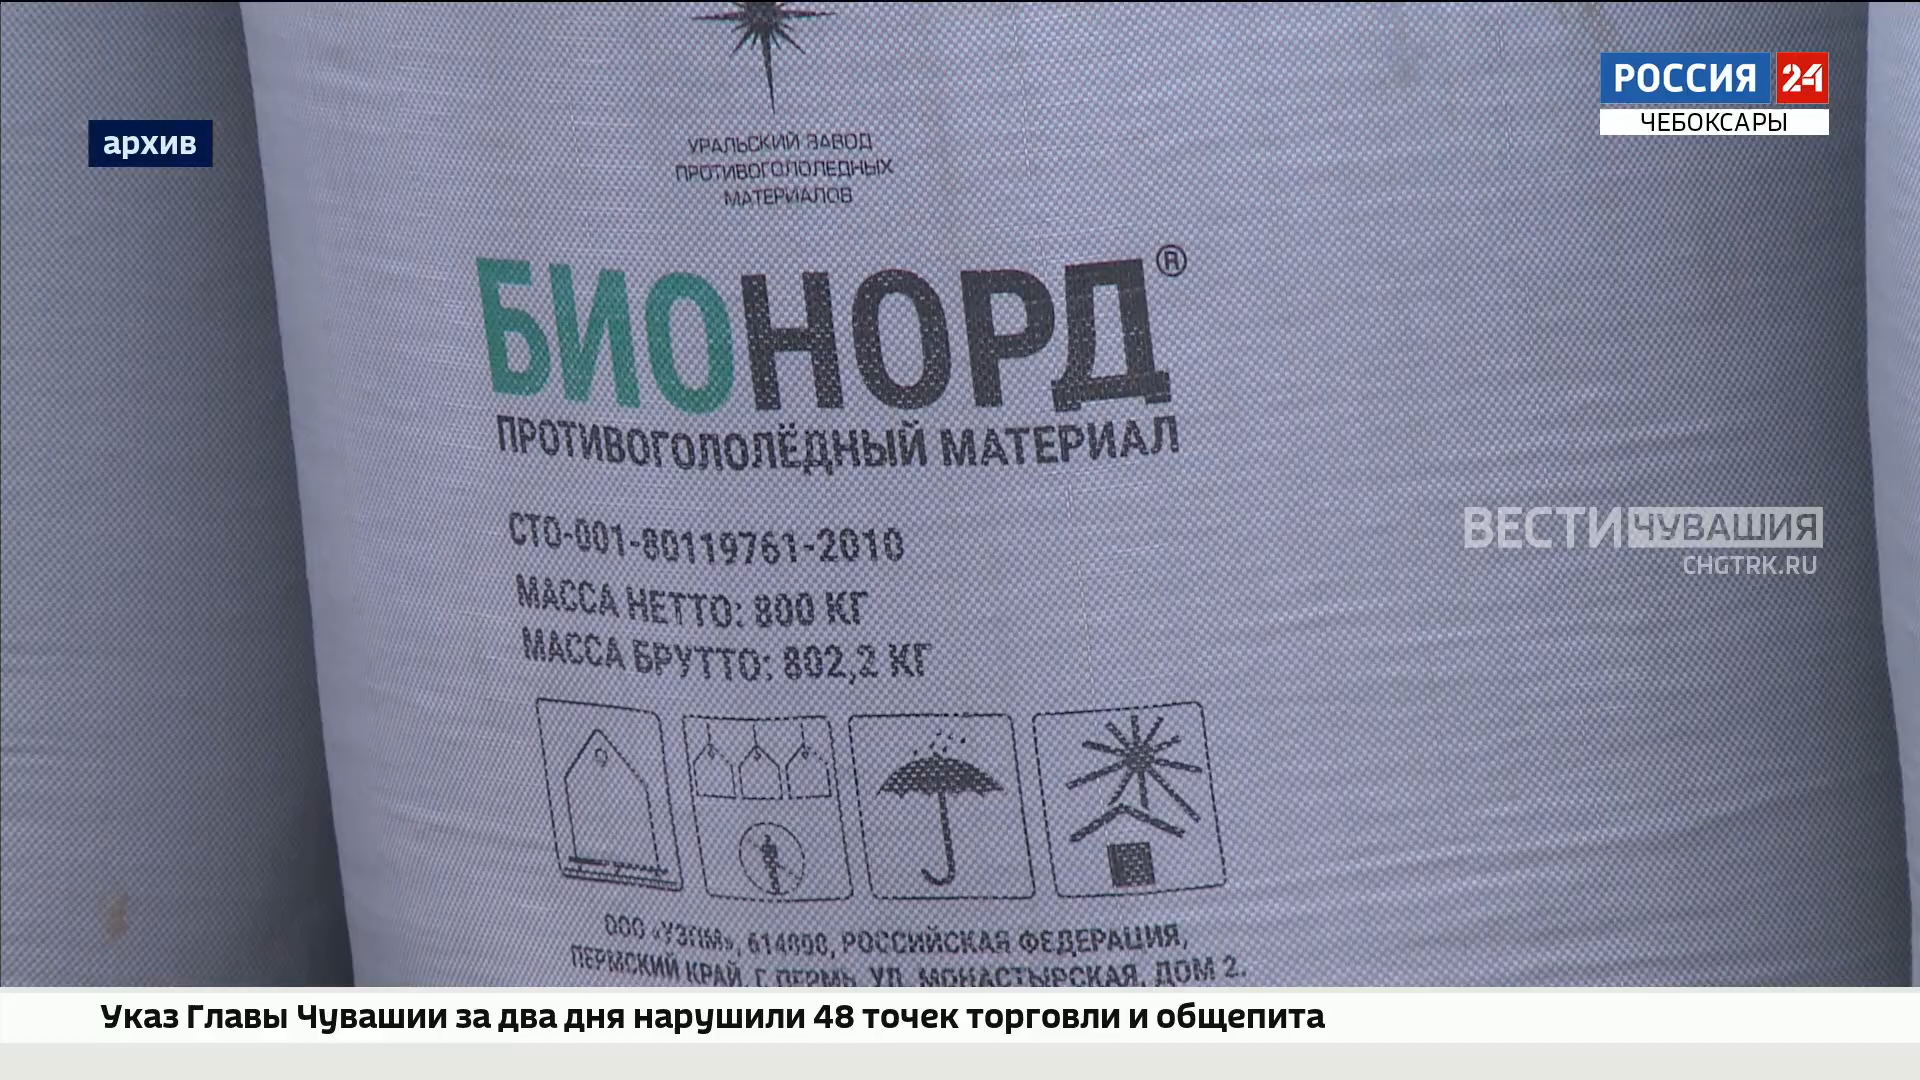 РОССИЯ 24
ЧЕБОКСАРЫ
архив
УРАЛЬСКИЙ ЗАВОД
ПРОТИВОГОЛОЛЕДНЫХ
МАТЕРИАЛОВ
БИОНОРД®
ПРОТИВОГОЛОЛЁДНЫЙ МАТЕРИАЛ
СТО-001-80119761-2010
МАССА НЕТТО: 800 КГ
МАССА БРУТТО: 802,2 КГ
ВЕСТИ ЧУВАШИЯ
CHGTRK.RU
ООО «УЗПМ», 614000, РОССИЙСКАЯ ФЕДЕРАЦИЯ,
ПЕРМСКИЙ КРАЙ, Г. ПЕРМЬ, УЛ. МОНАСТЫРСКАЯ, ДОМ 2.
Указ Главы Чувашии за два дня нарушили 48 точек торговли и общепита